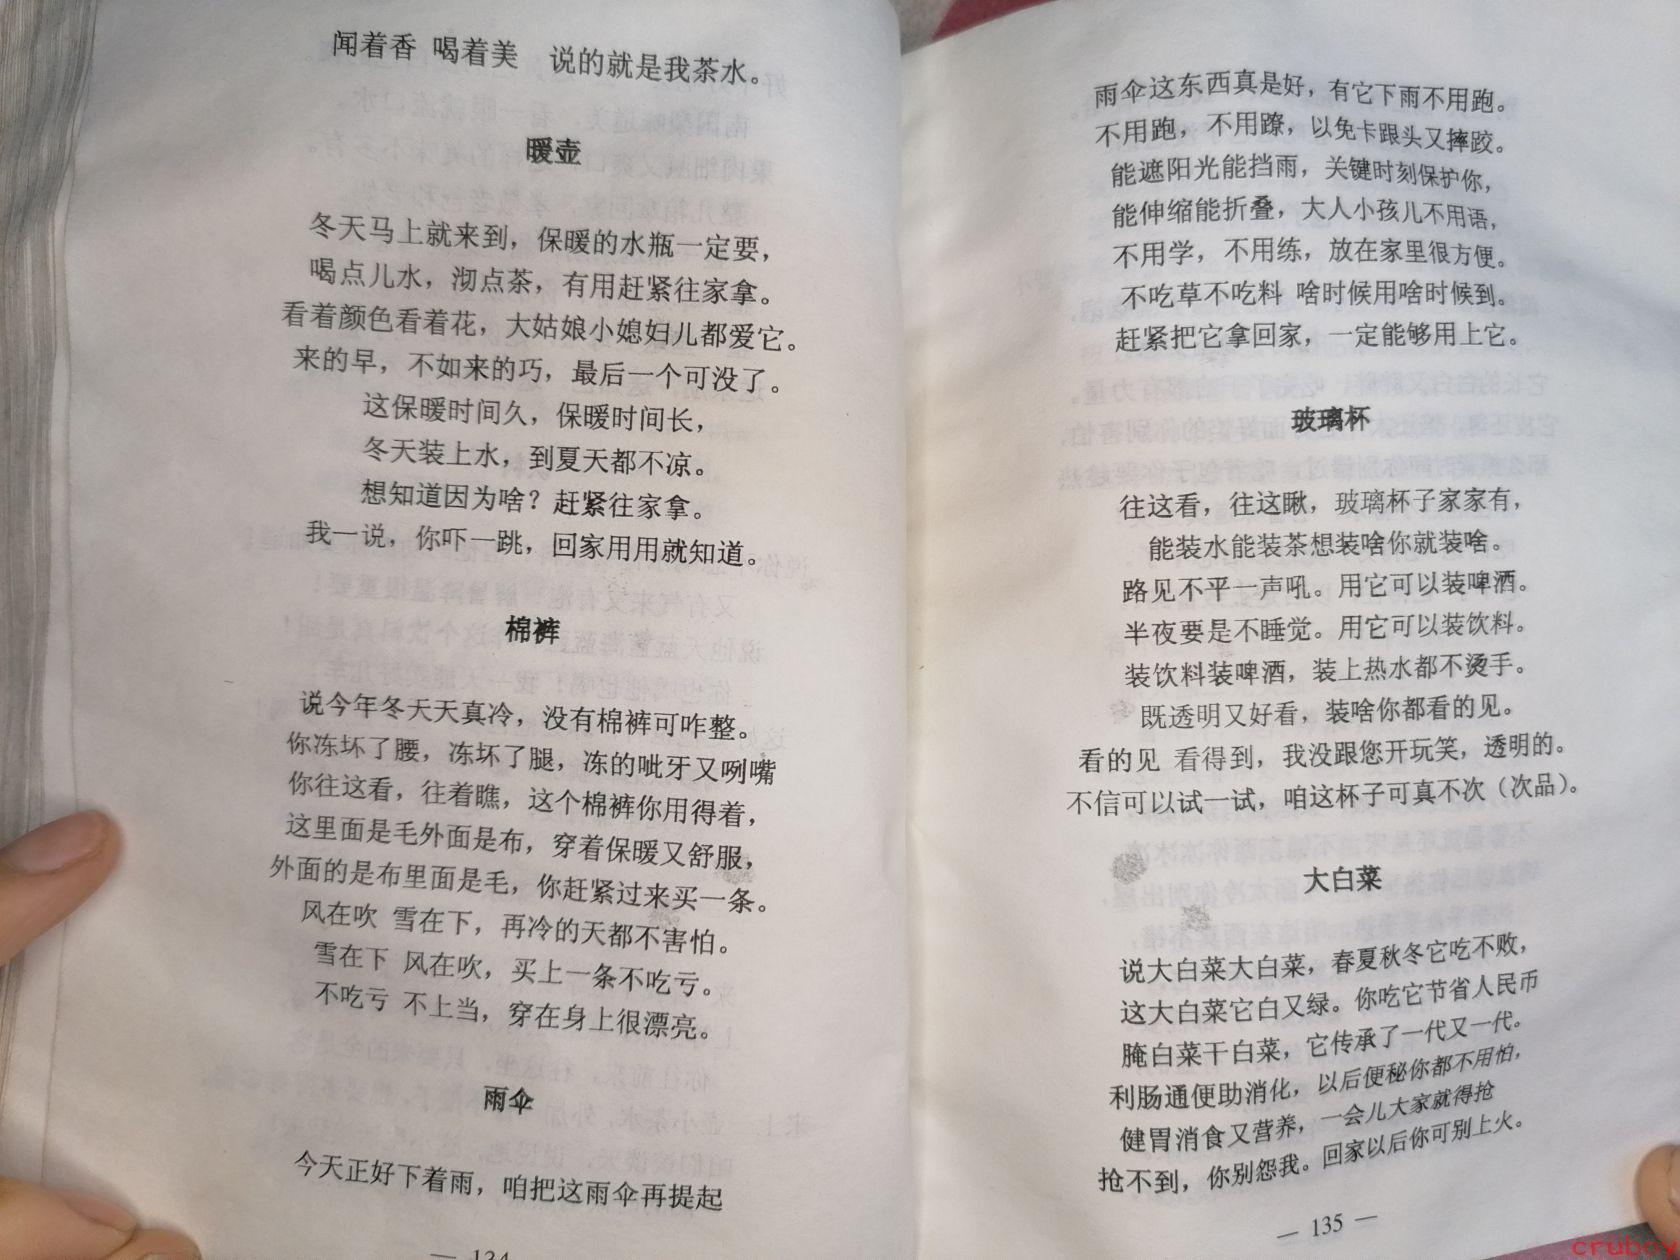 闻着香 喝着美　说的就是我茶水。
暖壶
冬天马上就来到，保暖的水瓶一定要，
喝点儿水，沏点茶，有用赶紧往家拿。
看着颜色看着花，大姑娘小媳妇儿都爱它。
来的早，不如来的巧，最后一个可没了。
这保暖时间久，保暖时间长，
冬天装上水，到夏天都不凉。
想知道因为啥？赶紧往家拿。
我一说，你吓一跳，回家用用就知道。
棉裤
说今年冬天天真冷，没有棉裤可咋整。
你冻坏了腰，冻坏了腿，冻的呲牙又咧嘴
你往这看，往着瞧，这个棉裤你用得着，
这里面是毛外面是布，穿着保暖又舒服，
外面的是布里面是毛，你赶紧过来买一条。
风在吹 雪在下，再冷的天都不害怕。
雪在下 风在吹，买上一条不吃亏。
不吃亏 不上当，穿在身上很漂亮。
雨伞
今天正好下着雨，咱把这雨伞再提起
— 134
雨伞这东西真是好，有它下雨不用跑。
不用跑，不用蹽，以免卡跟头又摔跤。
能遮阳光能挡雨，关键时刻保护你，
能伸缩能折叠，大人小孩儿不用语，
不用学，不用练，放在家里很方便。
不吃草不吃料 啥时候用啥时候到。
赶紧把它拿回家，一定能够用上它。
玻璃杯
往这看，往这瞅，玻璃杯子家家有，
能装水能装茶想装啥你就装啥。
路见不平一声吼。用它可以装啤酒。
半夜要是不睡觉。用它可以装饮料。
装饮料装啤酒，装上热水都不烫手。
既透明又好看，装啥你都看的见。
看的见 看得到，我没跟您开玩笑，透明的。
不信可以试一试，咱这杯子可真不次（次品）。
大白菜
说大白菜大白菜，春夏秋冬它吃不败，
这大白菜它白又绿。你吃它节省人民币
腌白菜干白菜，它传承了一代又一代。
利肠通便助消化，以后便秘你都不用怕，
健胃消食又营养，一会儿大家就得抢
抢不到，你别怨我。回家以后你可别上火。
— 135 —
cruboy